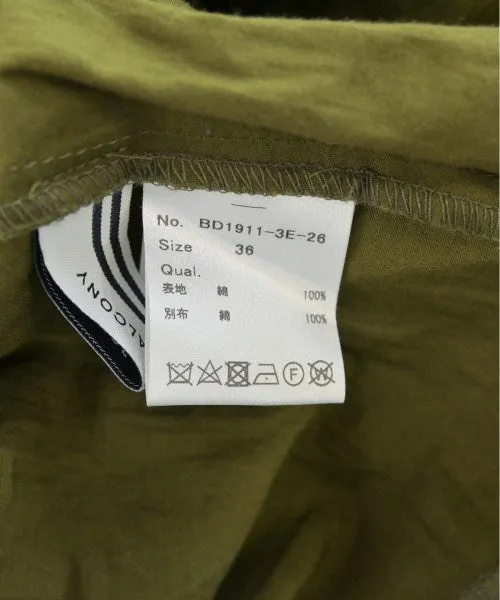 No. BD1911-3E-26
Size 36
Qual.
表地 綿 100%
別布 綿 100%
F
W
ALCONY